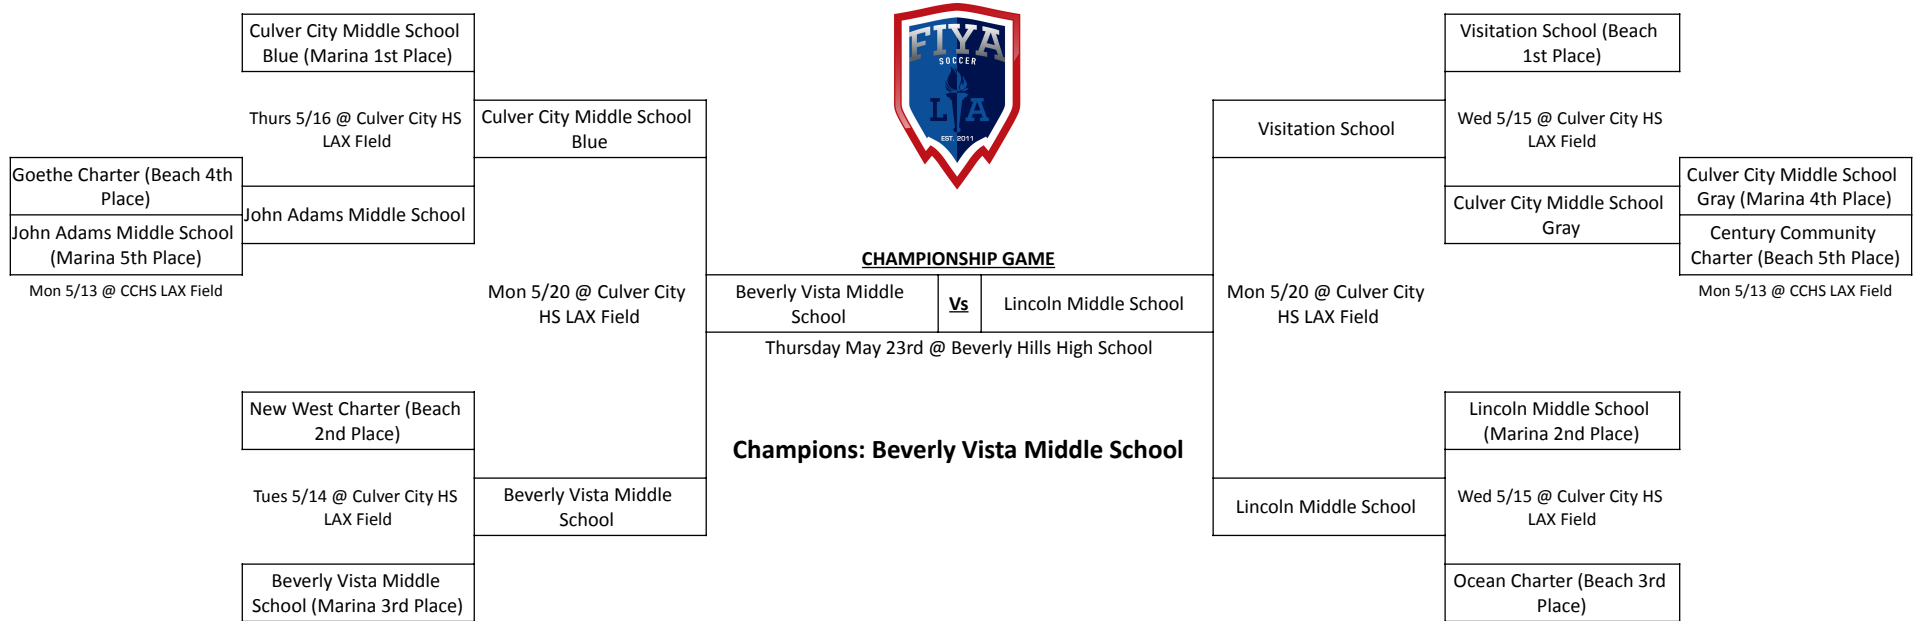 Culver City Middle School
Blue (Marina 1st Place)
Thurs 5/16 @ Culver City HS
LAX FIeld
Goethe Charter (Beach 4th
Place)
John Adams Middle School
(Marina 5th Place)
Mon 5/13 @ CCHS LAX Field
John Adams Middle School
Culver City Middle School
Blue
Mon 5/20 @ Culver City
HS LAX Field
New West Charter (Beach
2nd Place)
Tues 5/14 @ Culver City HS
LAX Field
Beverly Vista Middle
School (Marina 3rd Place)
Beverly Vista Middle
School
FIYA
SOCCER
LA
EST. 2011
CHAMPIONSHIP GAME
Beverly Vista Middle
School
Vs
Lincoln Middle School
Thursday May 23rd @ Beverly Hills High School
Champions: Beverly Vista Middle School
Visitation School
Mon 5/20 @ Culver City
HS LAX Field
Lincoln Middle School
Visitation School (Beach
1st Place)
Wed 5/15 @ Culver City HS
LAX Field
Culver City Middle School
Gray
Culver City Middle School
Gray (Marina 4th Place)
Century Community
Charter (Beach 5th Place)
Mon 5/13 @ CCHS LAX Field
Lincoln Middle School
(Marina 2nd Place)
Wed 5/15 @ Culver City HS
LAX Field
Ocean Charter (Beach 3rd
Place)